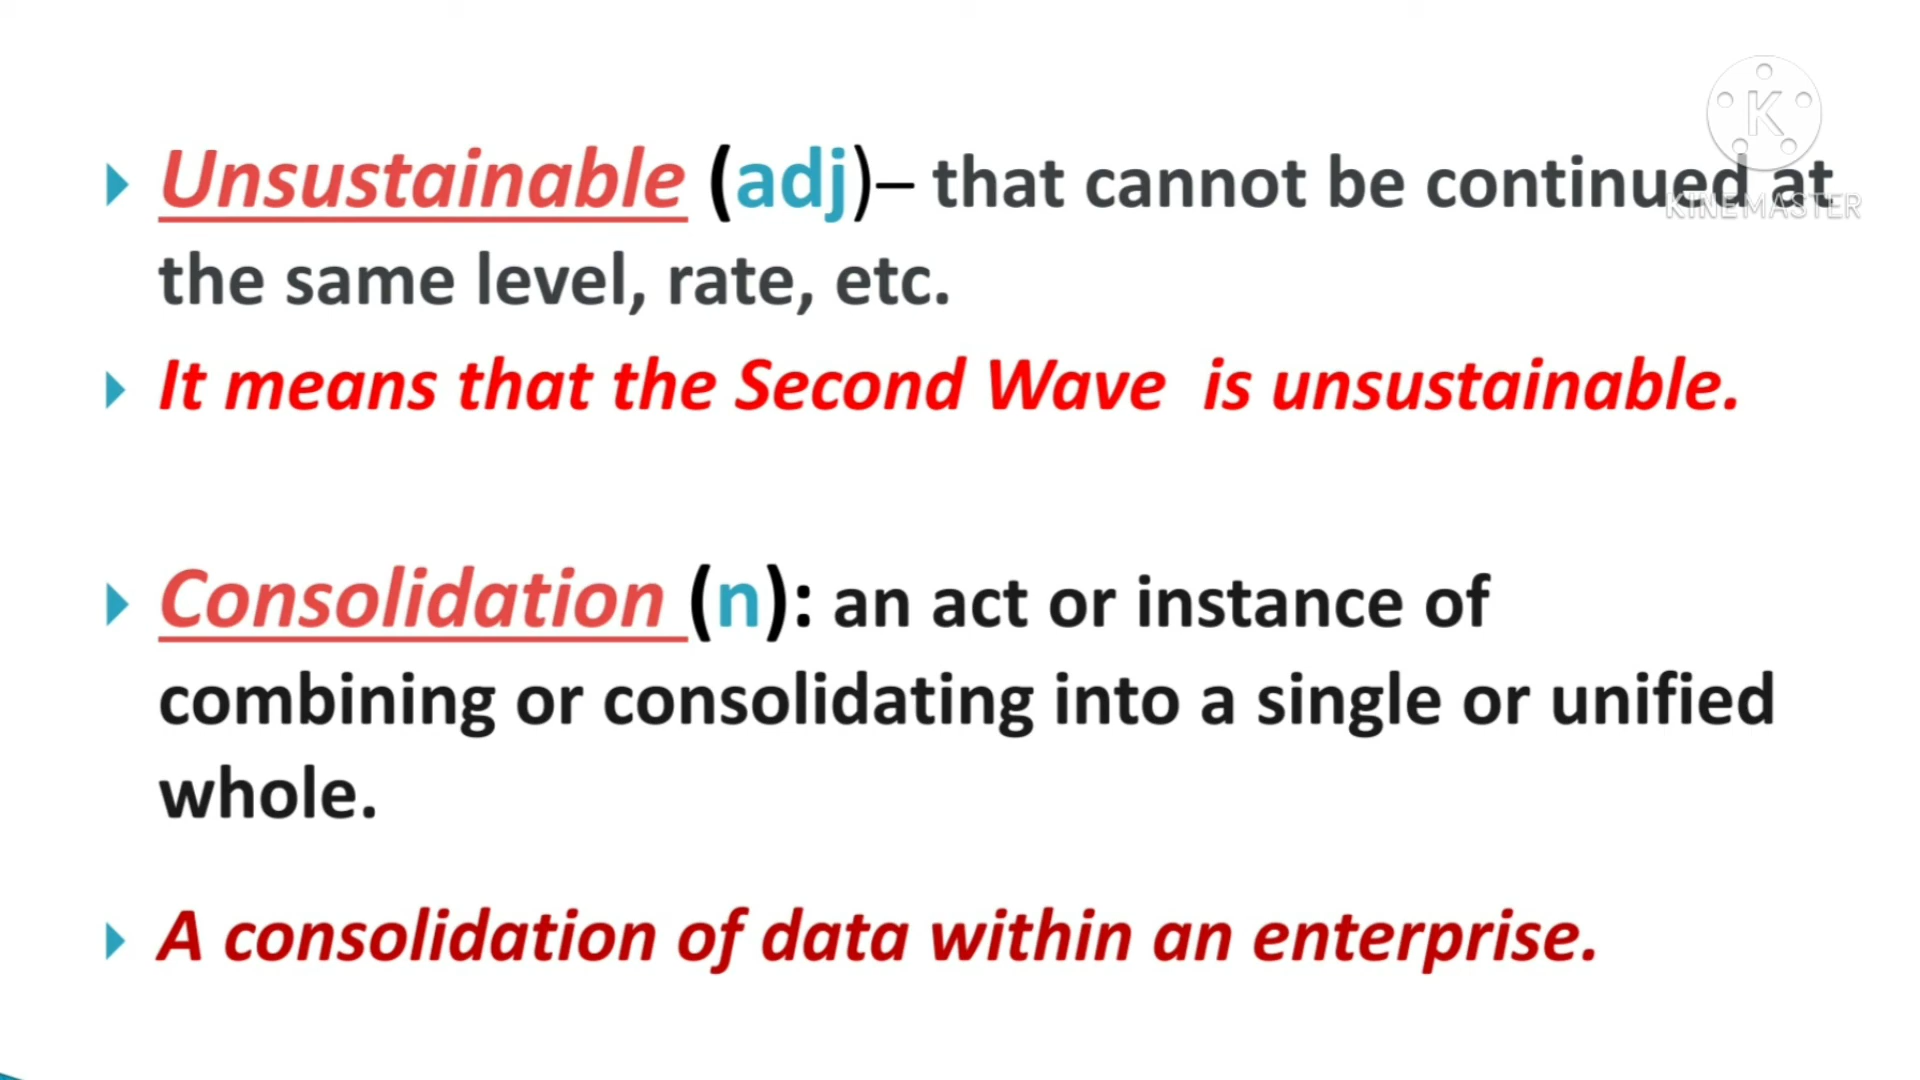 Unsustainable (adj)– that cannot be continued at
the same level, rate, etc.
It means that the Second Wave is unsustainable.
Consolidation (n): an act or instance of
combining or consolidating into a single or unified
whole.
A consolidation of data within an enterprise.
K
KINEMASTER